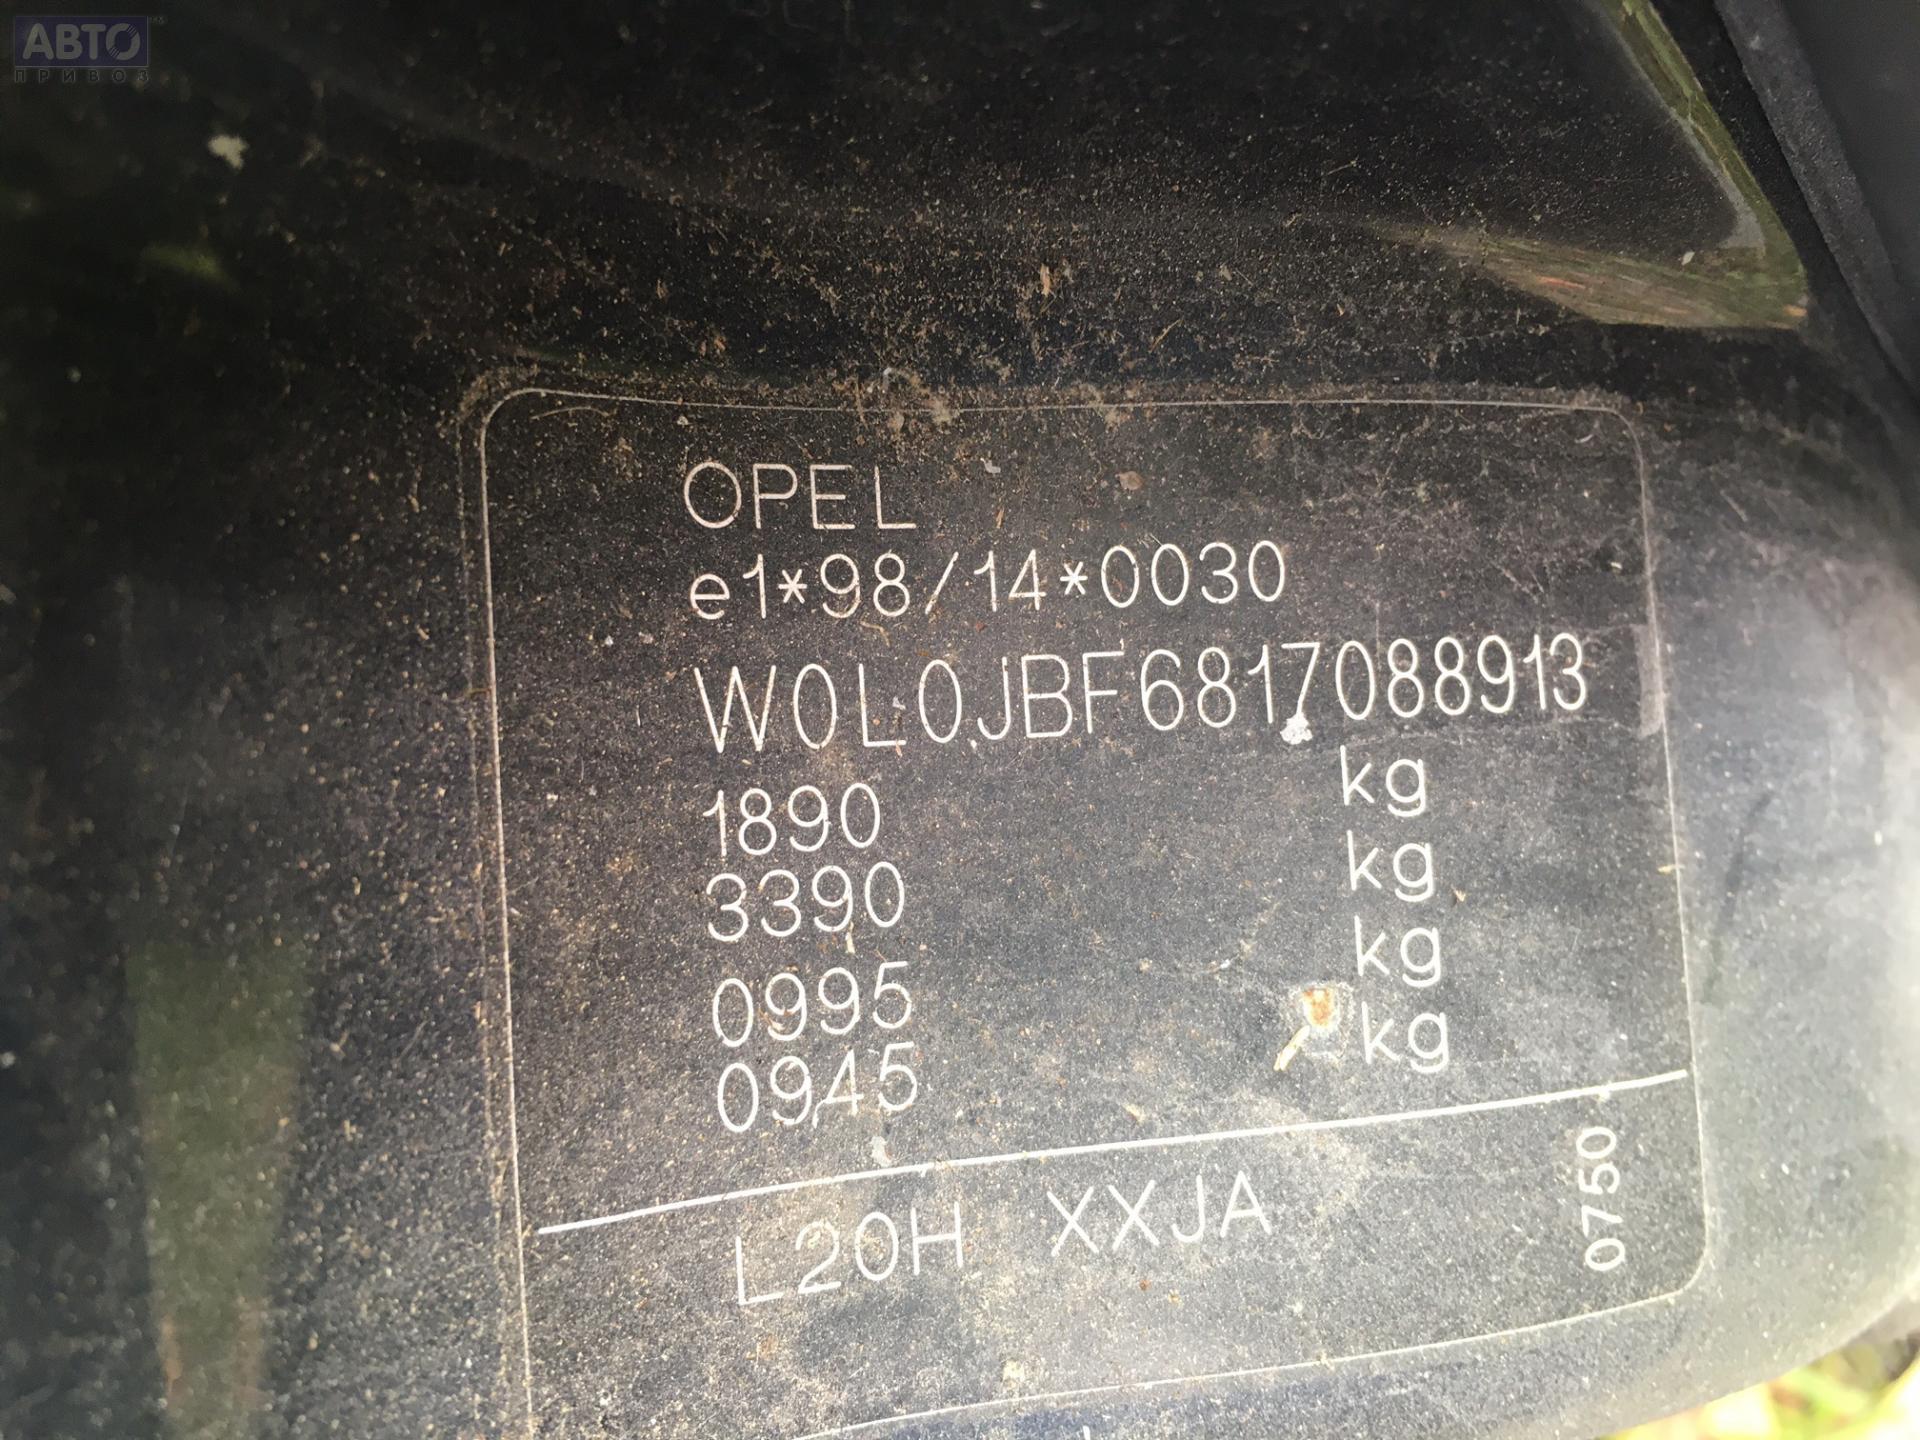 АВТО
ПРИВОЗ
OPEL
e1*98/14*0030
W0L0JBF6817088913
1890 kg
3390 kg
0995 kg
0945 kg
L20H XXJA
0750